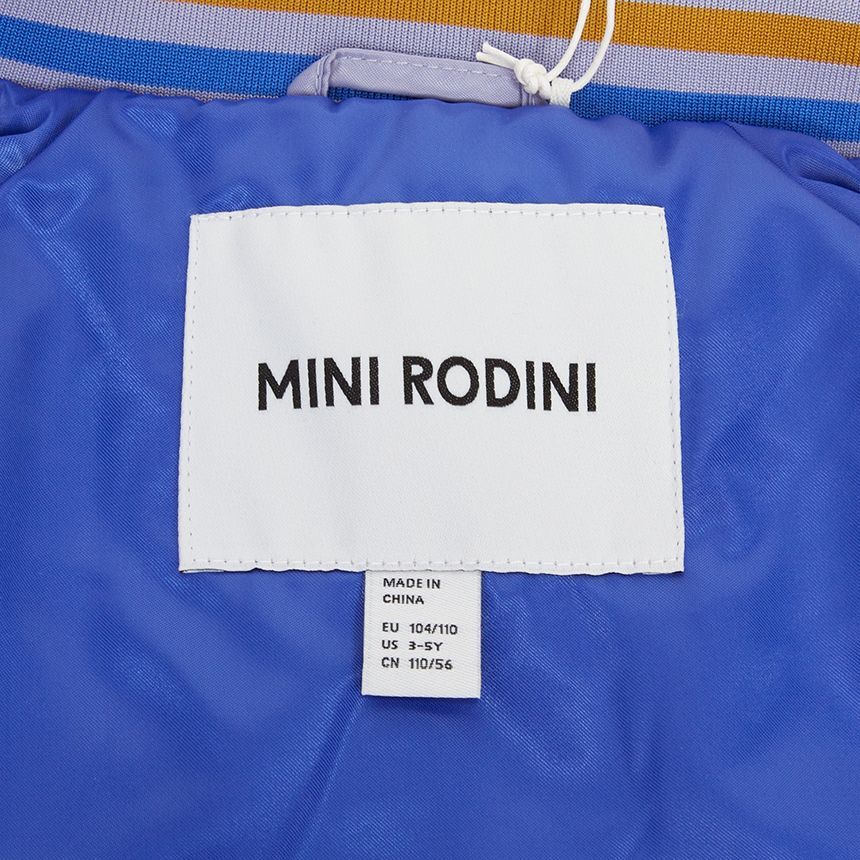 MINI RODINI
MADE IN
CHINA
EU 104/110
US 3-5Y
CN 110/56